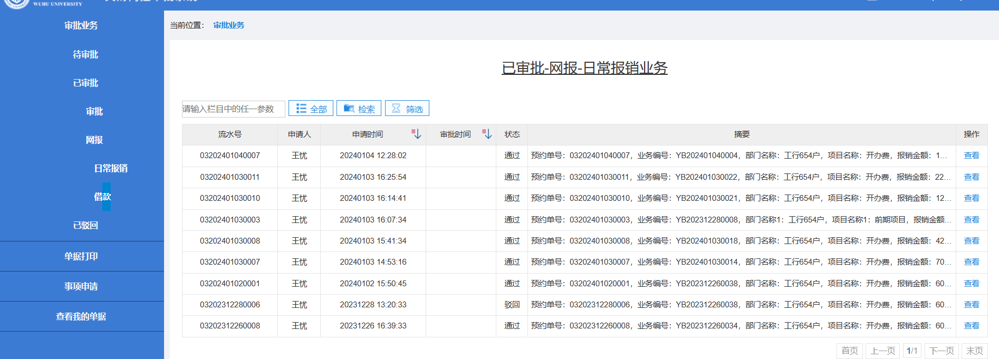 WUHU UNIVERSITY
审批业务
待审批
已审批
审批
网报
日常报销
借款
已驳回
单据打印
事项申请
查看我的单据
当前位置： 审批业务
已审批-网报-日常报销业务
请输入栏目中的任一参数 全部 检索 筛选
流水号 申请人 申请时间 审批时间 状态 摘要 操作
03202401040007 王忧 20240104 12:28:02 通过 预约单号：03202401040007，业务编号：YB202401040004，部门名称：工行654户，项目名称：开办费，报销金额：1... 查看
03202401030011 王忧 20240103 16:25:54 通过 预约单号：03202401030011，业务编号：YB202401030022，部门名称：工行654户，项目名称：开办费，报销金额：22... 查看
03202401030010 王忧 20240103 16:14:41 通过 预约单号：03202401030010，业务编号：YB202401030021，部门名称：工行654户，项目名称：开办费，报销金额：12... 查看
03202401030003 王忧 20240103 16:07:34 通过 预约单号：03202401030003，业务编号：YB202312280008，部门名称1：工行654户，项目名称1：前期项目，报销金额... 查看
03202401030008 王忧 20240103 15:41:34 通过 预约单号：03202401030008，业务编号：YB202401030018，部门名称：工行654户，项目名称：开办费，报销金额：42... 查看
03202401030007 王忧 20240103 14:53:16 通过 预约单号：03202401030007，业务编号：YB202401030014，部门名称：工行654户，项目名称：开办费，报销金额：70... 查看
03202401020001 王忧 20240102 15:50:45 通过 预约单号：03202401020001，业务编号：YB202312260038，部门名称：工行654户，项目名称：开办费，报销金额：60... 查看
03202312280006 王忧 20231228 13:20:33 驳回 预约单号：03202312280006，业务编号：YB202312260038，部门名称：工行654户，项目名称：开办费，报销金额：60... 查看
03202312260008 王忧 20231226 16:39:33 通过 预约单号：03202312260008，业务编号：YB202312260034，部门名称：工行654户，项目名称：开办费，报销金额：60... 查看
首页 上一页 1/1 下一页 末页